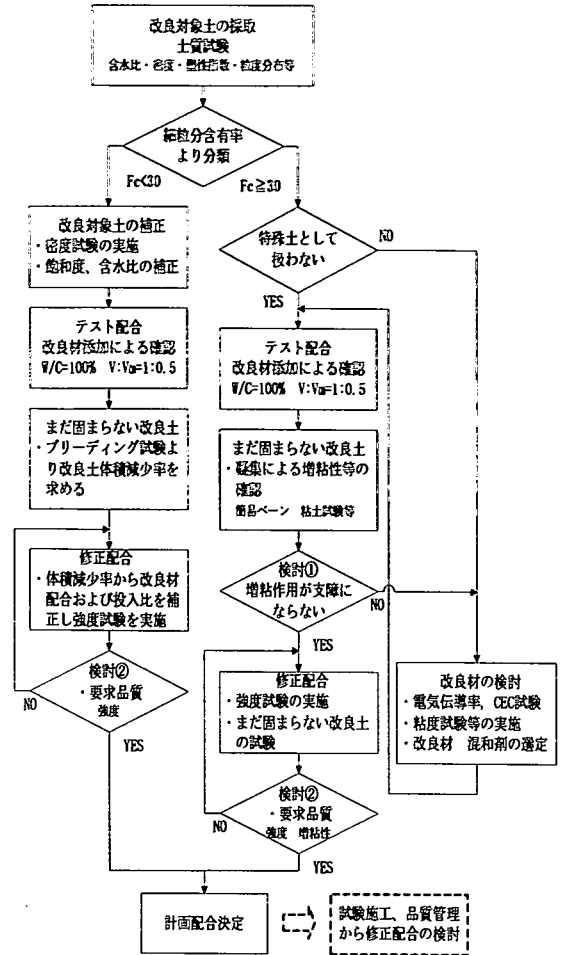 改良対象土の採取
土質試験
含水比・密度・塑性指数・粒度分布等
細粒分含有率
より分類
Fc<30
Fc≧30
改良対象土の補正
・密度試験の実施
・飽和度、含水比の補正
特殊土として
扱わない
NO
YES
テスト配合
改良材添加による確認
W/C=100% V:Vm=1:0.5
テスト配合
改良材添加による確認
W/C=100% V:Vm=1:0.5
まだ固まらない改良土
・ブリーディング試験よ
り改良土体積減少率を
求める
まだ固まらない改良土
・凝集による増粘性等の
確認
簡易ベーン 粘土試験等
修正配合
・体積減少率から改良材
配合および投入比を補
正し強度試験を実施
検討①
増粘作用が支障に
ならない
NO
YES
検討②
・要求品質
強度
NO
YES
修正配合
・強度試験の実施
・まだ固まらない改良土
の試験
改良材の検討
・電気伝導率, CEC試験
・粘度試験等の実施
・改良材 混和剤の選定
検討②
・要求品質
強度 増粘性
NO
YES
計画配合決定
試験施工、品質管理
から修正配合の検討